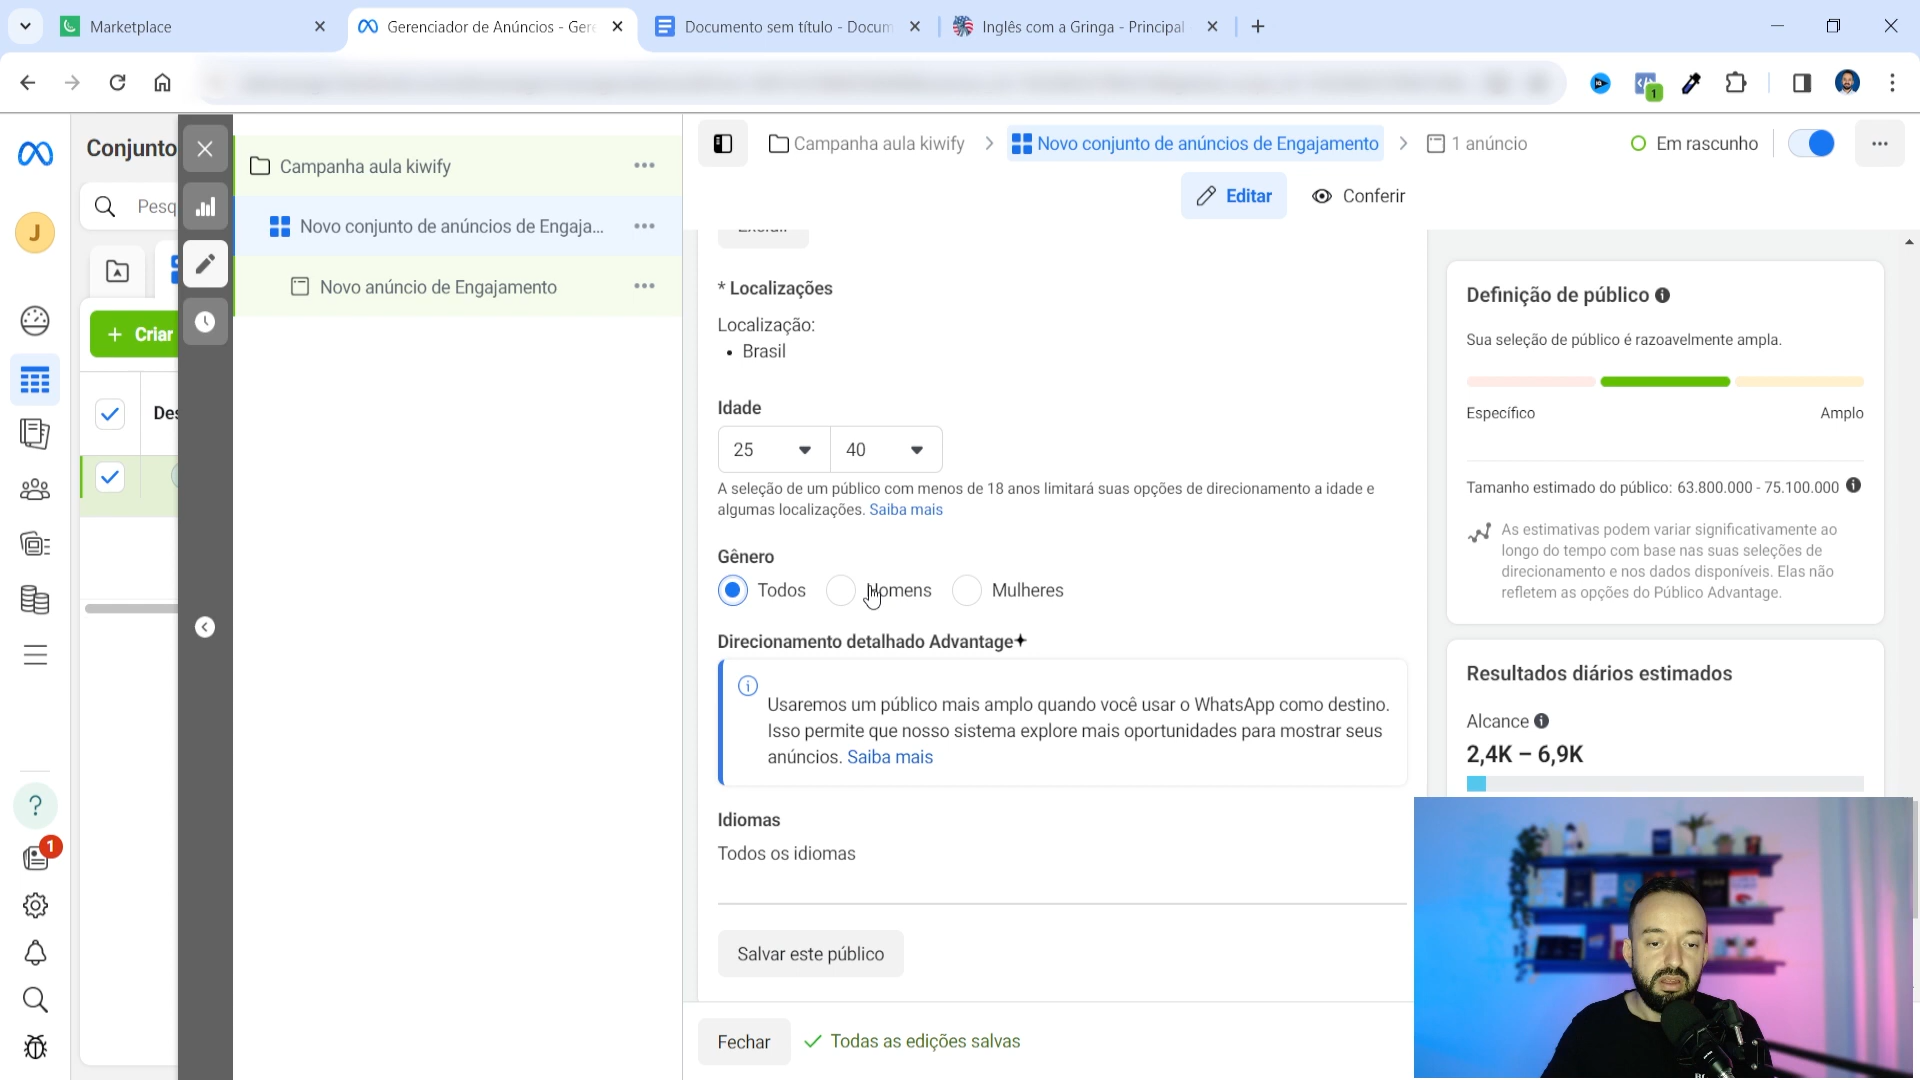 Marketplace
Gerenciador de Anúncios - Gere
Documento sem título - Docum
Inglês com a Gringa - Principal
1
Conjunto
Campanha aula kiwify
Campanha aula kiwify
Novo conjunto de anúncios de Engajamento
1 anúncio
Em rascunho
Editar
Conferir
J
Pesq
Novo conjunto de anúncios de Engaja...
Novo anúncio de Engajamento
Criar
Des
* Localizações
Localização:
• Brasil
Idade
25
40
A seleção de um público com menos de 18 anos limitará suas opções de direcionamento a idade e
algumas localizações. Saiba mais
Gênero
Todos
Homens
Mulheres
Direcionamento detalhado Advantage+
Usaremos um público mais amplo quando você usar o WhatsApp como destino.
Isso permite que nosso sistema explore mais oportunidades para mostrar seus
anúncios. Saiba mais
Idiomas
Todos os idiomas
Salvar este público
Fechar
Todas as edições salvas
Definição de público
Sua seleção de público é razoavelmente ampla.
Específico
Amplo
Tamanho estimado do público: 63.800.000 - 75.100.000
As estimativas podem variar significativamente ao
longo do tempo com base nas suas seleções de
direcionamento e nos dados disponíveis. Elas não
refletem as opções do Público Advantage.
Resultados diários estimados
Alcance
2,4K – 6,9K
?
1